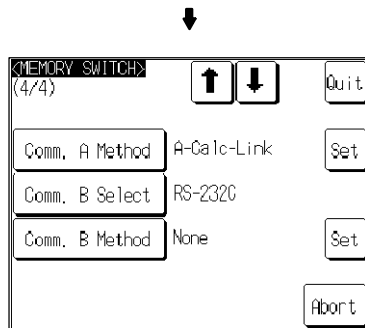 <MEMORY SWITCH>
(4/4)
Quit
Comm. A Method A-Calc-Link Set
Comm. B Select RS-232C
Comm. B Method None Set
Abort